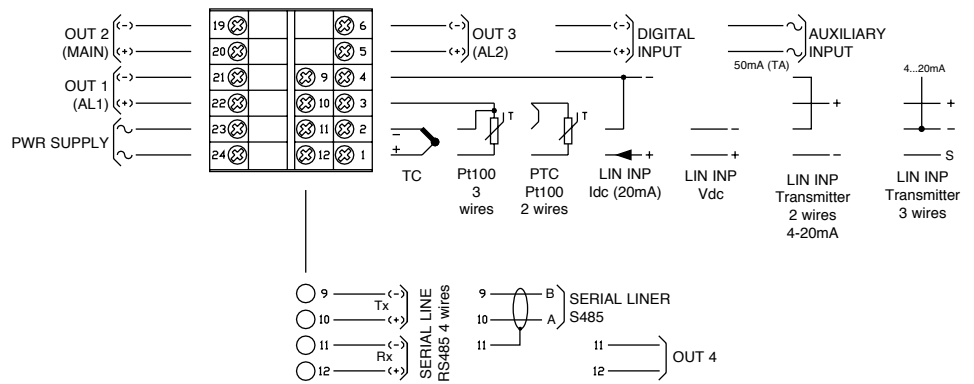 OUT 2
(MAIN)
(-)
(+)
OUT 1
(AL1)
(-)
(+)
PWR SUPPLY
19
20
21
22
23
24
9
10
11
12
6
5
4
3
2
1
(-)
(+)
OUT 3
(AL2)
(-)
(+)
DIGITAL
INPUT
AUXILIARY
INPUT
50mA (TA)
4...20mA
-
+
TC
T
Pt100
3
wires
T
PTC
Pt100
2 wires
-
+
LIN INP
Idc (20mA)
-
+
LIN INP
Vdc
+
-
LIN INP
Transmitter
2 wires
4-20mA
+
-
S
LIN INP
Transmitter
3 wires
9
Tx
(-)
10
(+)
11
Rx
(-)
12
(+)
SERIAL LINE
RS485 4 wires
9
B
10
A
11
SERIAL LINER
S485
11
12
OUT 4